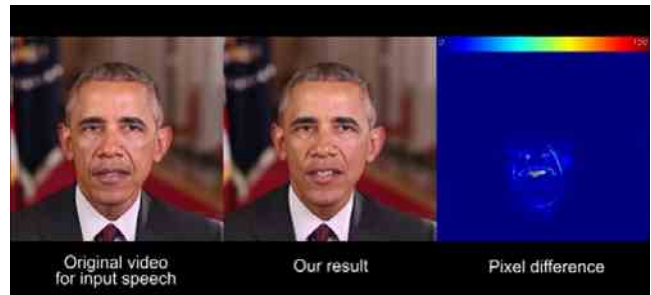 Original video
for input speech
Our result
Pixel difference